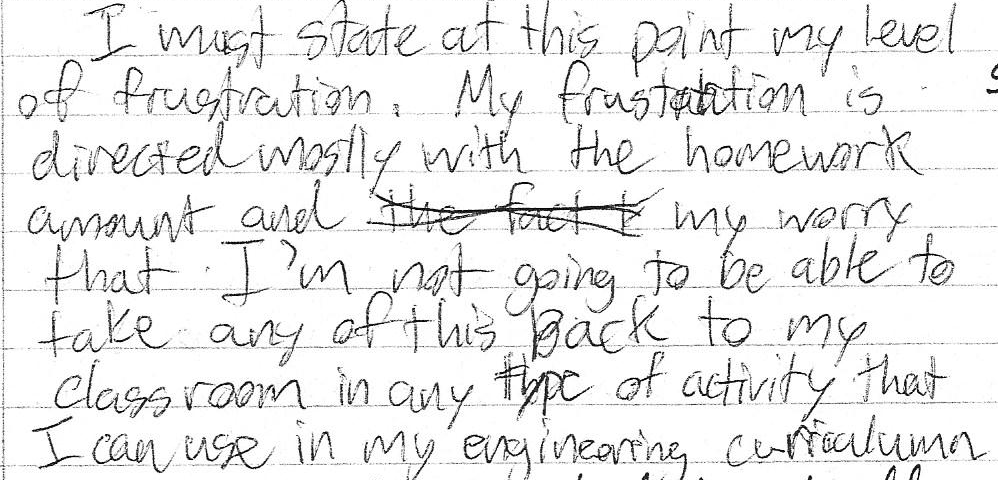 I must state at this point my level
of frustration. My frustration is
directed mostly with the homework
amount and the fact t my worry
that I'm not going to be able to
take any of this back to my
classroom in any type of activity that
I can use in my engineering curriculumn